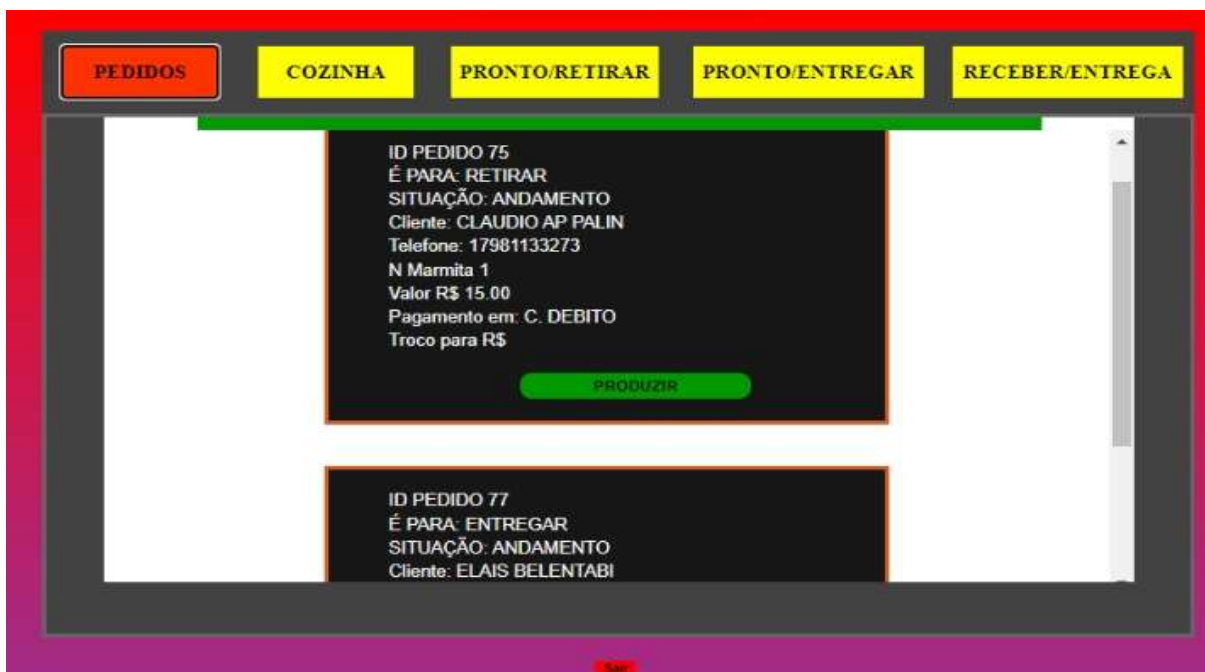 PEDIDOS COZINHA PRONTO/RETIRAR PRONTO/ENTREGAR RECEBER/ENTREGA
ID PEDIDO 75
É PARA: RETIRAR
SITUAÇÃO: ANDAMENTO
Cliente: CLAUDIO AP PALIN
Telefone: 17981133273
N Marmita 1
Valor R$ 15.00
Pagamento em: C. DEBITO
Troco para R$
PRODUZIR
ID PEDIDO 77
É PARA: ENTREGAR
SITUAÇÃO: ANDAMENTO
Cliente: ELAIS BELENTABI